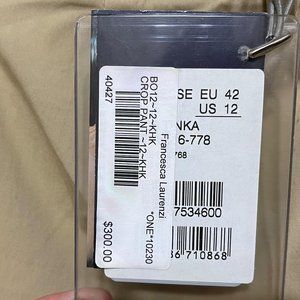 Francesca Laurenzi
BO12~12~KHK
CROP PANT ~12~KHK
*ONE*10230
40427
$300.00
SE EU 42
US 12
NKA
6-778
768
7534600
6710868